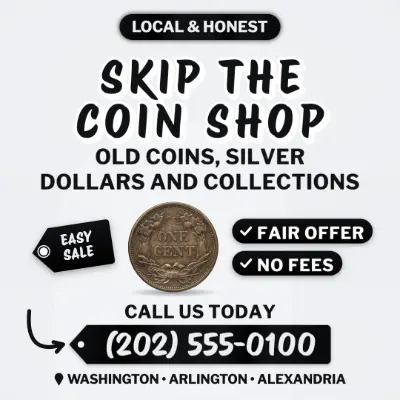 LOCAL & HONEST
SKIP THE
COIN SHOP
OLD COINS, SILVER
DOLLARS AND COLLECTIONS
EASY
SALE
ONE
CENT
FAIR OFFER
NO FEES
CALL US TODAY
(202) 555-0100
WASHINGTON • ARLINGTON • ALEXANDRIA